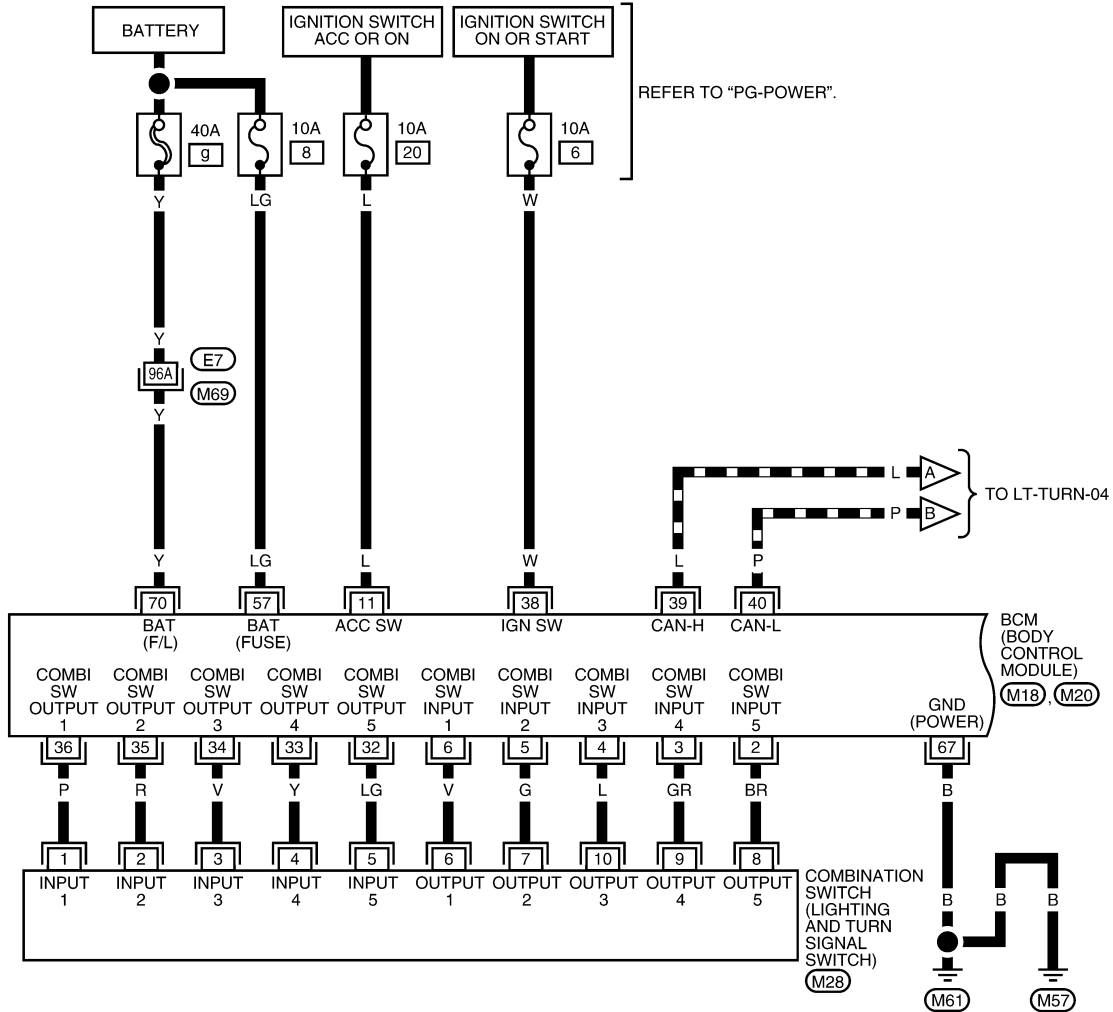 BATTERY
IGNITION SWITCH
ACC OR ON
IGNITION SWITCH
ON OR START
REFER TO “PG-POWER”.
40A
g
10A
8
10A
20
10A
6
Y
LG
L
W
Y
96A
E7
M69
Y
L
A
P
B
TO LT-TURN-04
Y
LG
L
W
L
P
70
57
11
38
39
40
BAT
(F/L)
BAT
(FUSE)
ACC SW
IGN SW
CAN-H
CAN-L
BCM
(BODY
CONTROL
MODULE)
M18 , M20
COMBI
SW
OUTPUT
1
COMBI
SW
OUTPUT
2
COMBI
SW
OUTPUT
3
COMBI
SW
OUTPUT
4
COMBI
SW
OUTPUT
5
COMBI
SW
INPUT
1
COMBI
SW
INPUT
2
COMBI
SW
INPUT
3
COMBI
SW
INPUT
4
COMBI
SW
INPUT
5
GND
(POWER)
36
35
34
33
32
6
5
4
3
2
67
P
R
V
Y
LG
V
G
L
GR
BR
B
1
2
3
4
5
6
7
10
9
8
INPUT
1
INPUT
2
INPUT
3
INPUT
4
INPUT
5
OUTPUT
1
OUTPUT
2
OUTPUT
3
OUTPUT
4
OUTPUT
5
COMBINATION
SWITCH
(LIGHTING
AND TURN
SIGNAL
SWITCH)
M28
B
B
B
M61
M57